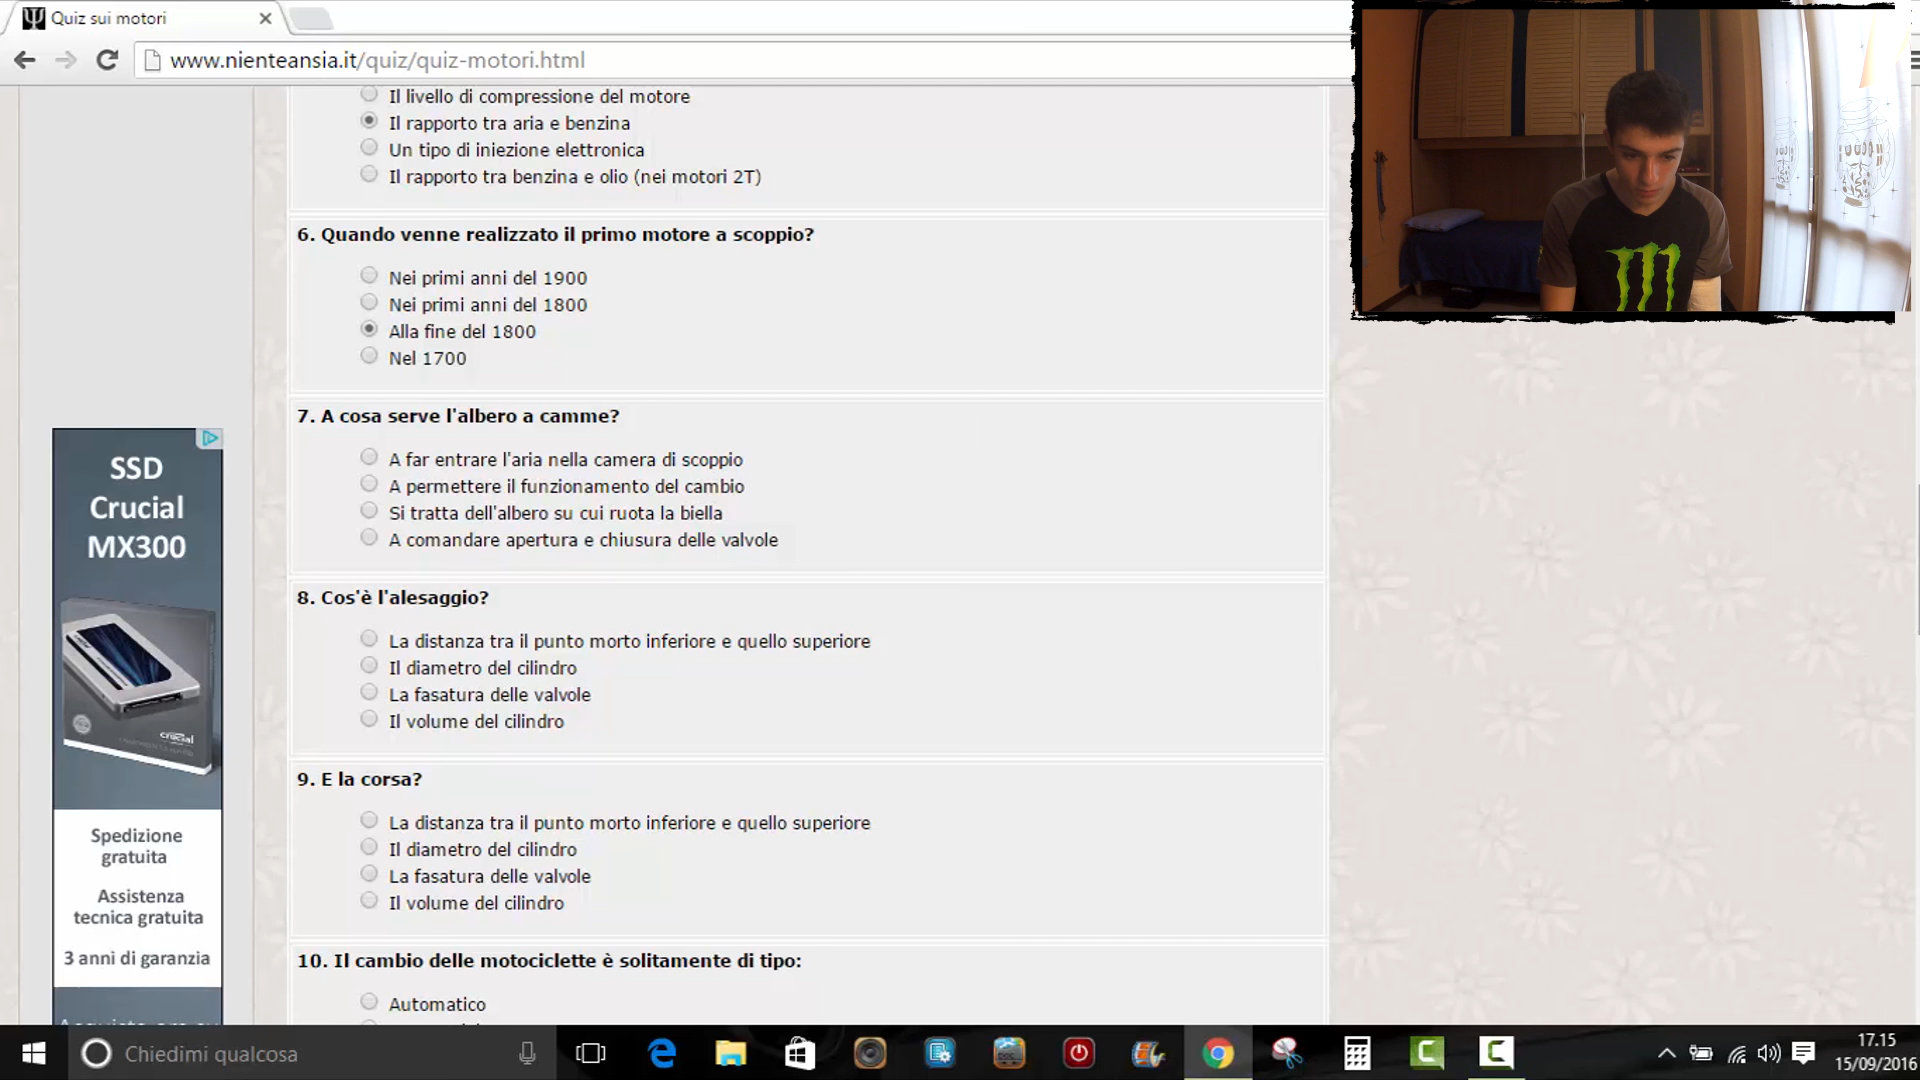 Quiz sui motori
www.nienteansia.it/quiz/quiz-motori.html
Il livello di compressione del motore
Il rapporto tra aria e benzina
Un tipo di iniezione elettronica
Il rapporto tra benzina e olio (nei motori 2T)
6. Quando venne realizzato il primo motore a scoppio?
Nei primi anni del 1900
Nei primi anni del 1800
Alla fine del 1800
Nel 1700
7. A cosa serve l'albero a camme?
A far entrare l'aria nella camera di scoppio
A permettere il funzionamento del cambio
Si tratta dell'albero su cui ruota la biella
A comandare apertura e chiusura delle valvole
8. Cos'è l'alesaggio?
La distanza tra il punto morto inferiore e quello superiore
Il diametro del cilindro
La fasatura delle valvole
Il volume del cilindro
9. E la corsa?
La distanza tra il punto morto inferiore e quello superiore
Il diametro del cilindro
La fasatura delle valvole
Il volume del cilindro
10. Il cambio delle motociclette è solitamente di tipo:
Automatico
SSD
Crucial
MX300
crucial
Spedizione
gratuita
Assistenza
tecnica gratuita
3 anni di garanzia
Chiedimi qualcosa
17.15
15/09/2016